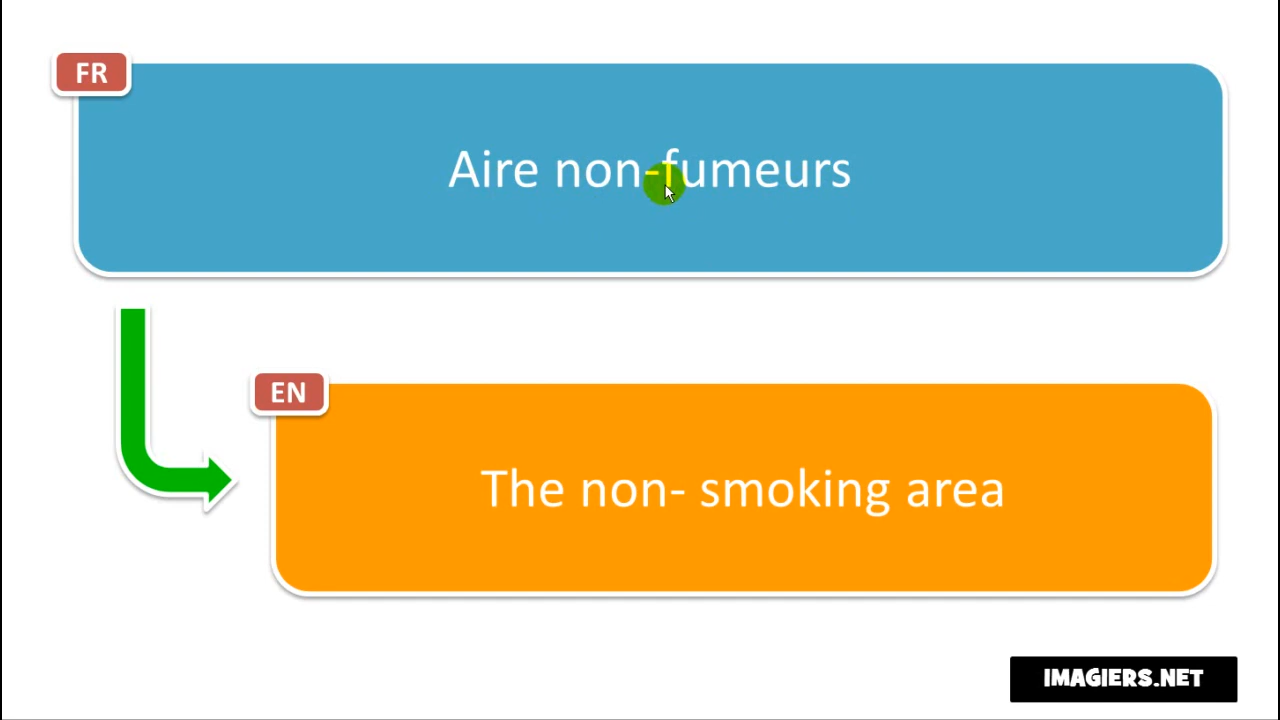 FR
Aire non-fumeurs
EN
The non- smoking area
IMAGIERS.NET